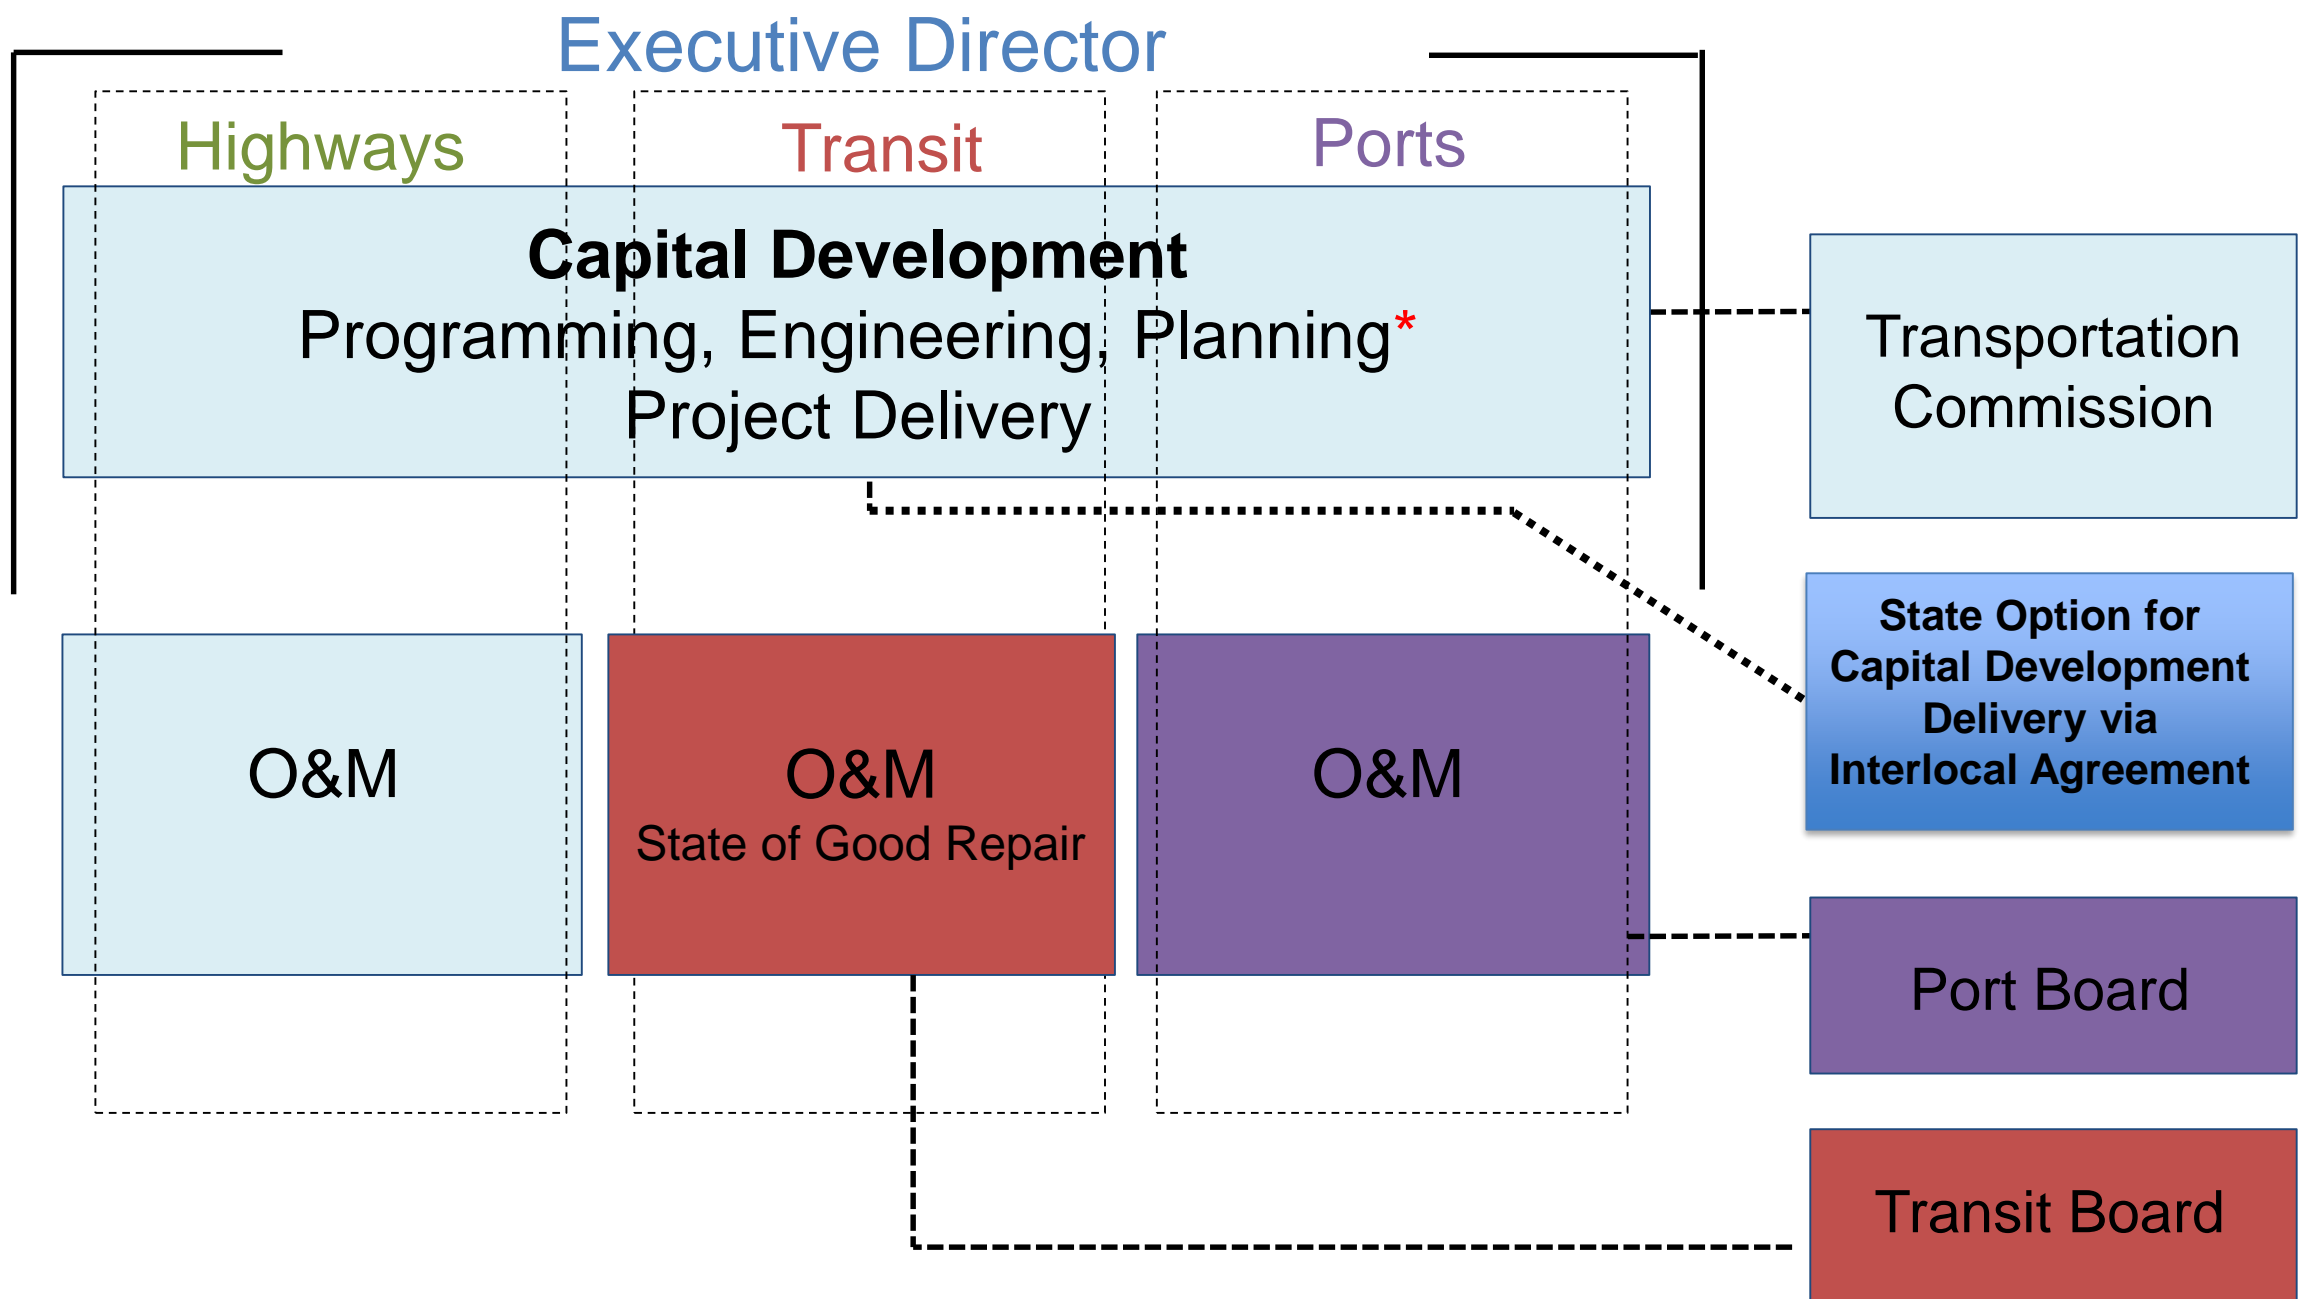 Executive Director
Highways
Transit
Ports
Capital Development
Programming, Engineering, Planning*
Project Delivery
Transportation
Commission
State Option for
Capital Development
Delivery via
Interlocal Agreement
O&M
O&M
State of Good Repair
O&M
Port Board
Transit Board